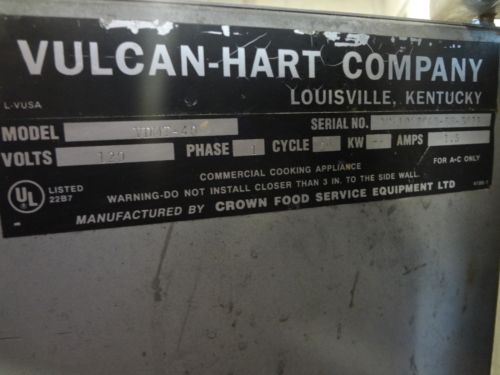 VULCAN-HART COMPANY
LOUISVILLE, KENTUCKY
L-VUSA
MODEL SERIAL NO.
VOLTS 120 PHASE 1 CYCLE KW -- AMPS 1.5
COMMERCIAL COOKING APPLIANCE FOR A-C ONLY
UL LISTED 22B7
WARNING-DO NOT INSTALL CLOSER THAN 3 IN. TO THE SIDE WALL.
MANUFACTURED BY CROWN FOOD SERVICE EQUIPMENT LTD